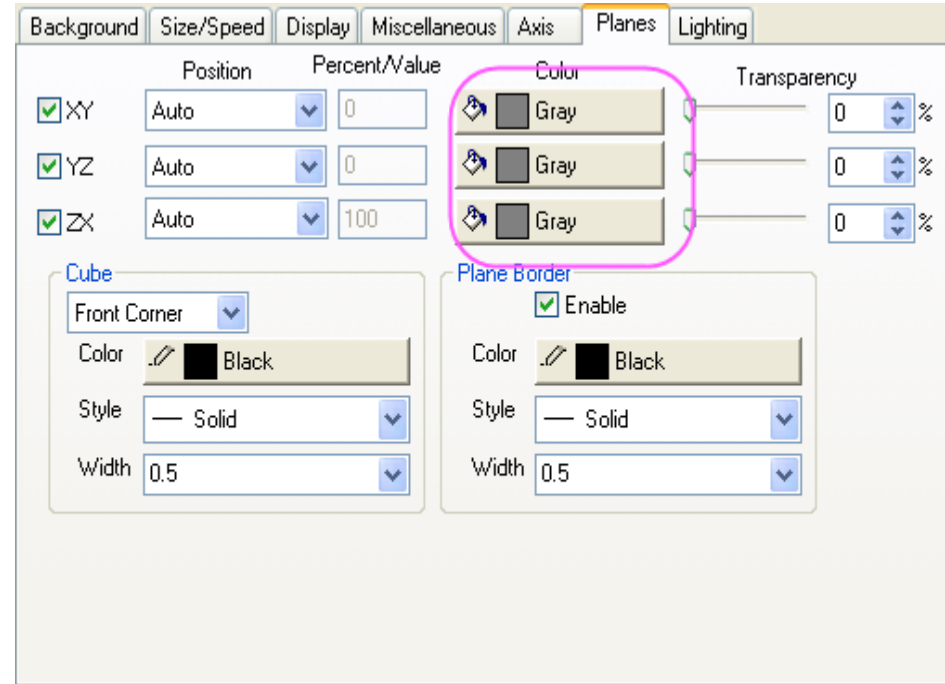 Background Size/Speed Display Miscellaneous Axis Planes Lighting
Position Percent/Value Color Transparency
XY Auto 0 Gray 0 %
YZ Auto 0 Gray 0 %
ZX Auto 100 Gray 0 %
Cube Plane Border
Front Corner Enable
Color Black Color Black
Style Solid Style Solid
Width 0.5 Width 0.5